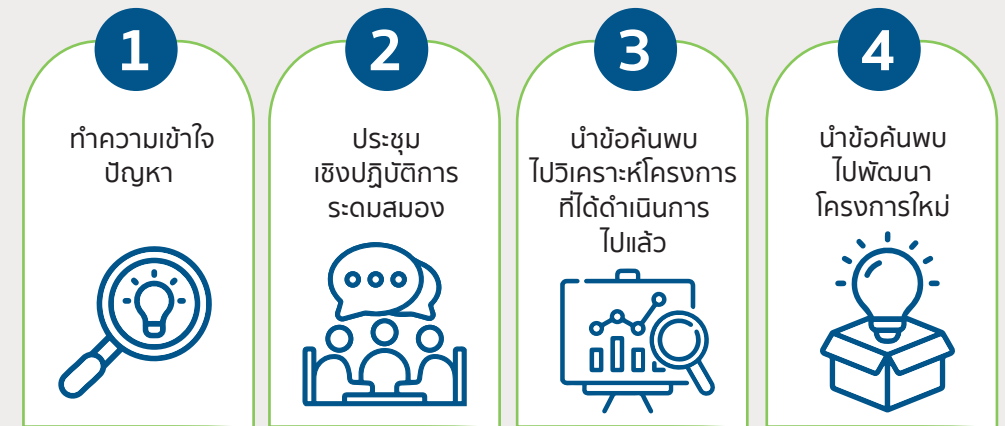 1
ทำความเข้าใจ
ปัญหา
2
ประชุม
เชิงปฏิบัติการ
ระดมสมอง
3
นำข้อค้นพบ
ไปวิเคราะห์โครงการ
ที่ได้ดำเนินการ
ไปแล้ว
4
นำข้อค้นพบ
ไปพัฒนา
โครงการใหม่